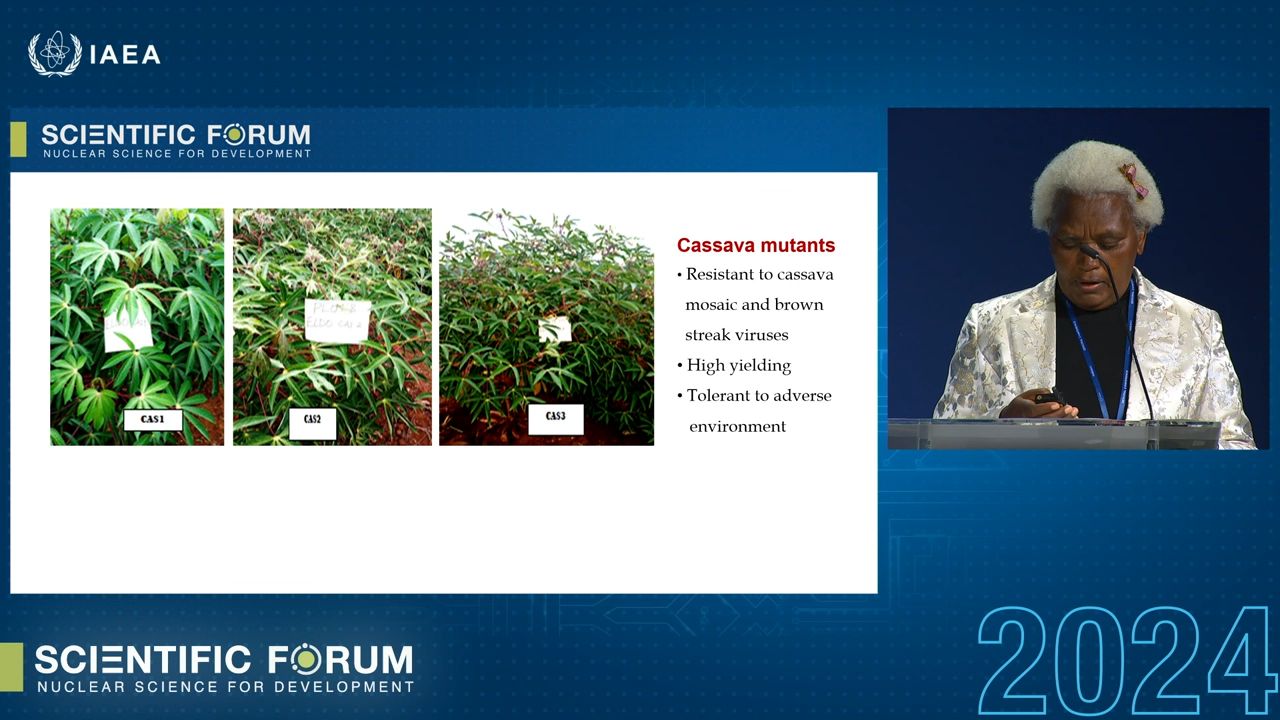 IAEA
SCIENTIFIC FORUM
NUCLEAR SCIENCE FOR DEVELOPMENT
CAS1
CAS2
CAS3
Cassava mutants
• Resistant to cassava
mosaic and brown
streak viruses
• High yielding
• Tolerant to adverse
environment
SCIENTIFIC FORUM
NUCLEAR SCIENCE FOR DEVELOPMENT
2024